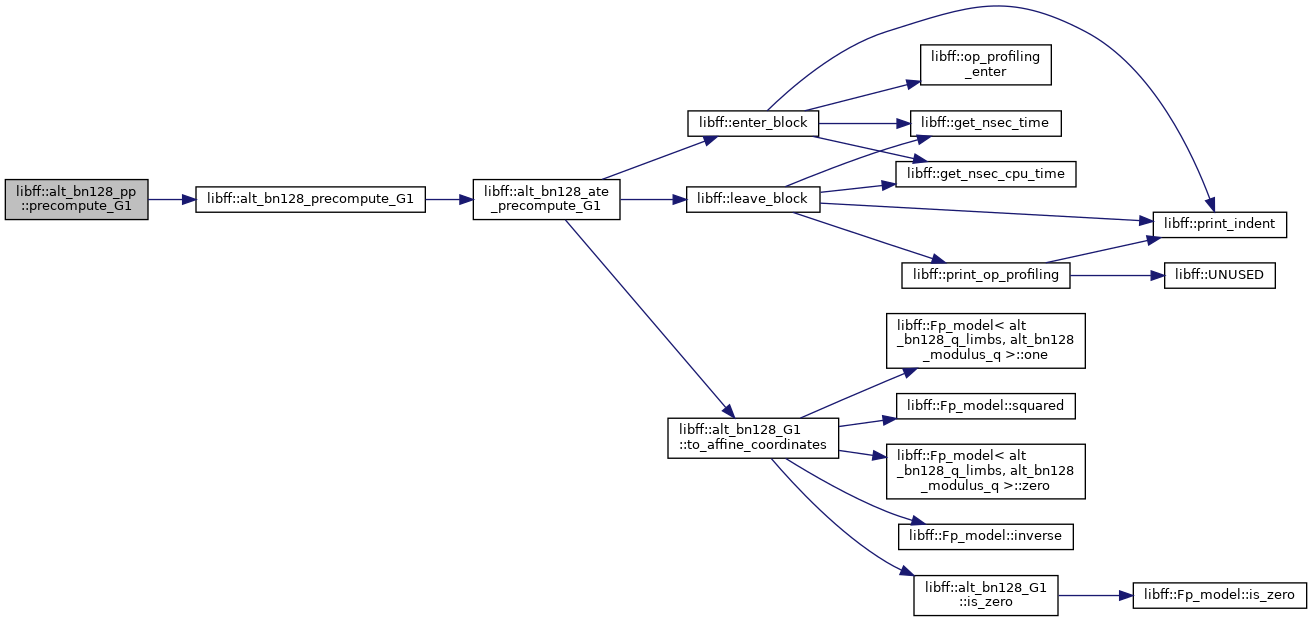 libff::alt_bn128_pp
::precompute_G1
libff::alt_bn128_precompute_G1
libff::alt_bn128_ate
_precompute_G1
libff::enter_block
libff::leave_block
libff::op_profiling
_enter
libff::get_nsec_time
libff::get_nsec_cpu_time
libff::print_indent
libff::print_op_profiling
libff::UNUSED
libff::alt_bn128_G1
::to_affine_coordinates
libff::Fp_model< alt
_bn128_q_limbs, alt_bn128
_modulus_q >::one
libff::Fp_model::squared
libff::Fp_model< alt
_bn128_q_limbs, alt_bn128
_modulus_q >::zero
libff::Fp_model::inverse
libff::alt_bn128_G1
::is_zero
libff::Fp_model::is_zero